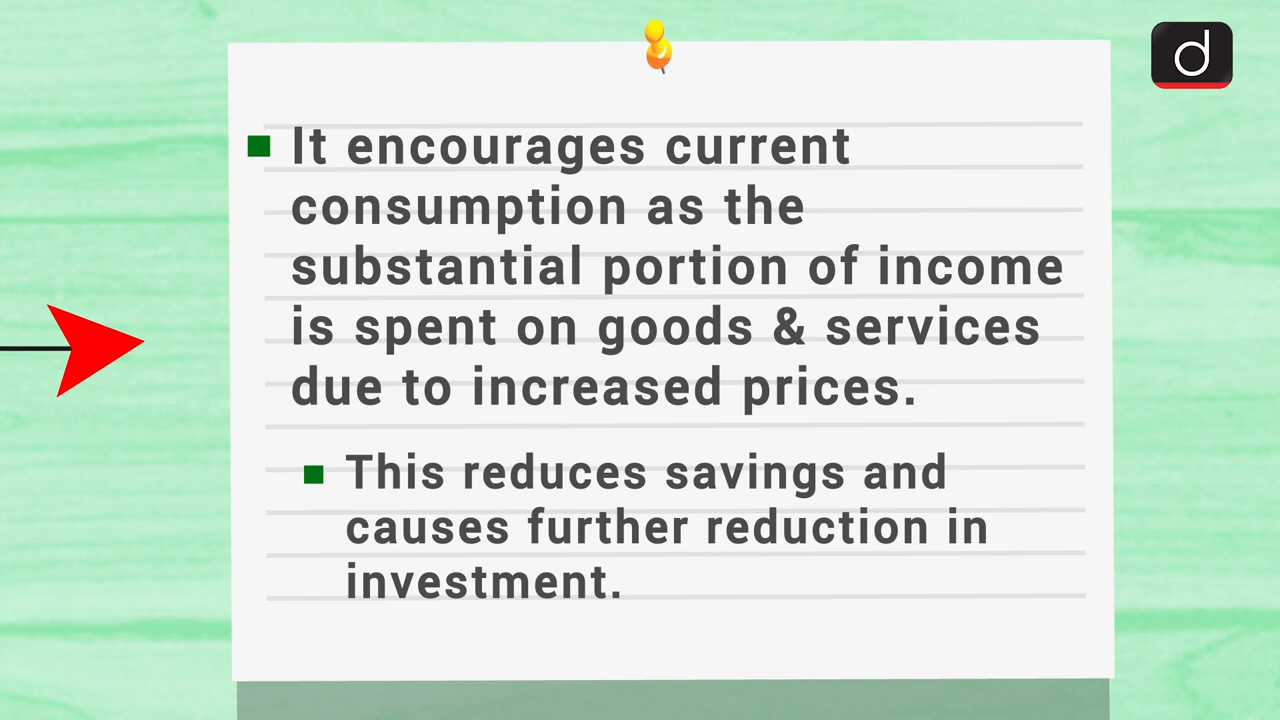 It encourages current
consumption as the
substantial portion of income
is spent on goods & services
due to increased prices.
This reduces savings and
causes further reduction in
investment.
d